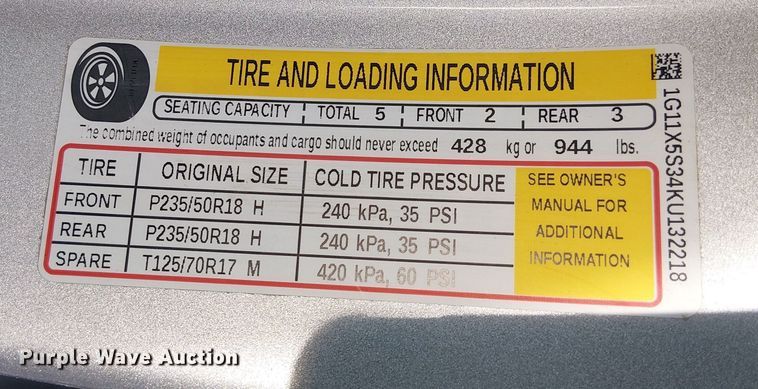 TIRE AND LOADING INFORMATION
SEATING CAPACITY TOTAL 5 FRONT 2 REAR 3
The combined weight of occupants and cargo should never exceed 428 kg or 944 lbs.
TIRE ORIGINAL SIZE COLD TIRE PRESSURE
FRONT P235/50R18 H 240 kPa, 35 PSI
REAR P235/50R18 H 240 kPa, 35 PSI
SPARE T125/70R17 M 420 kPa, 60 PSI
SEE OWNER'S
MANUAL FOR
ADDITIONAL
INFORMATION
1G11X5S34KU132218
Purple Wave Auction